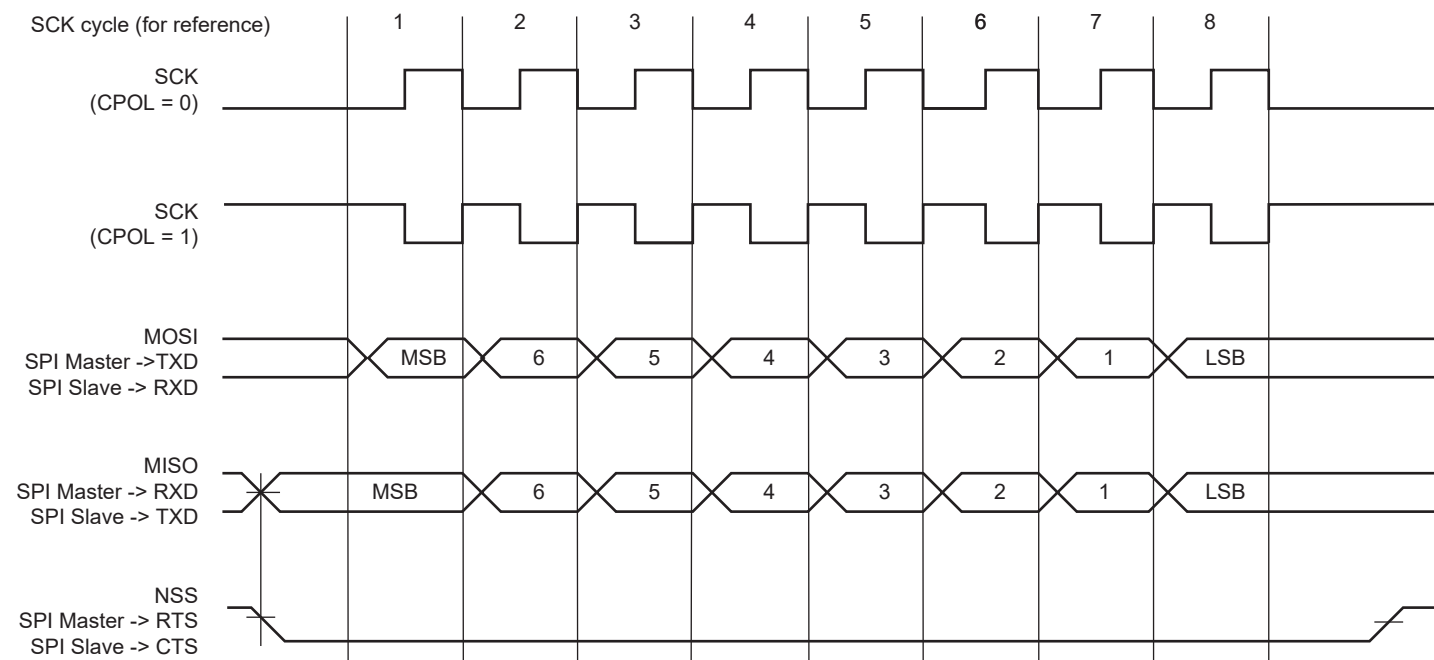 SCK cycle (for reference) 1 2 3 4 5 6 7 8
SCK
(CPOL = 0)
SCK
(CPOL = 1)
MOSI
SPI Master ->TXD
SPI Slave -> RXD
MSB 6 5 4 3 2 1 LSB
MISO
SPI Master -> RXD
SPI Slave -> TXD
MSB 6 5 4 3 2 1 LSB
NSS
SPI Master -> RTS
SPI Slave -> CTS